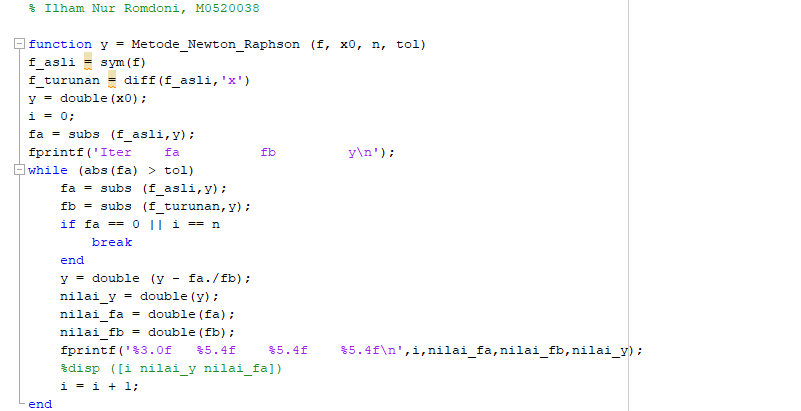 % Ilham Nur Romdoni, M0520038
function y = Metode_Newton_Raphson (f, x0, n, tol)
f_asli = sym(f)
f_turunan = diff(f_asli,'x')
y = double(x0);
i = 0;
fa = subs (f_asli,y);
fprintf('Iter    fa          fb         y\n');
while (abs(fa) > tol)
    fa = subs (f_asli,y);
    fb = subs (f_turunan,y);
    if fa == 0 || i == n
        break
    end
    y = double (y - fa./fb);
    nilai_y = double(y);
    nilai_fa = double(fa);
    nilai_fb = double(fb);
    fprintf('%3.0f   %5.4f    %5.4f    %5.4f\n',i,nilai_fa,nilai_fb,nilai_y);
    %disp ([i nilai_y nilai_fa])
    i = i + 1;
end